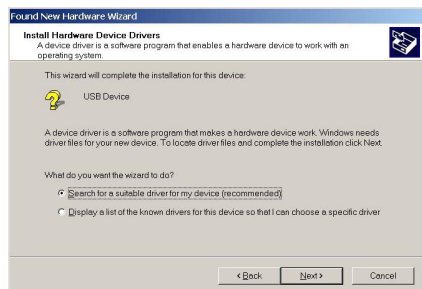 Found New Hardware Wizard
Install Hardware Device Drivers
A device driver is a software program that enables a hardware device to work with an
operating system.
This wizard will complete the installation for this device:
USB Device
A device driver is a software program that makes a hardware device work. Windows needs
driver files for your new device. To locate driver files and complete the installation click Next.
What do you want the wizard to do?
Search for a suitable driver for my device (recommended)
Display a list of the known drivers for this device so that I can choose a specific driver
< Back
Next >
Cancel